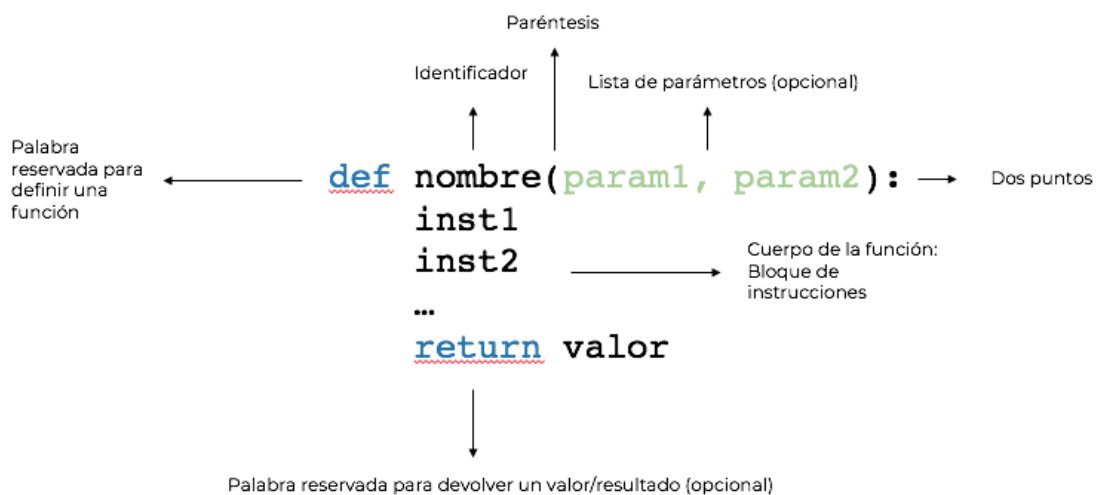 Paréntesis
Identificador
Lista de parámetros (opcional)
Palabra
reservada para
definir una
función
def nombre(param1, param2):
Dos puntos
inst1
inst2
Cuerpo de la función:
Bloque de
instrucciones
…
return valor
Palabra reservada para devolver un valor/resultado (opcional)